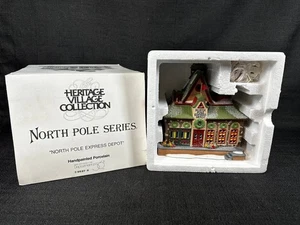 HERITAGE
VILLAGE
COLLECTION
NORTH POLE SERIES
"NORTH POLE EXPRESS DEPOT"
Handpainted Porcelain